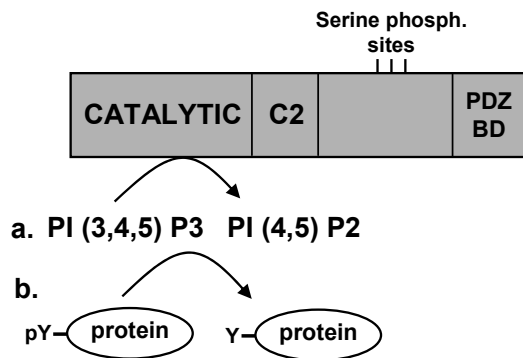 Serine phosph.
sites
CATALYTIC C2 PDZ
BD
a. PI (3,4,5) P3 PI (4,5) P2
b.
pY protein Y protein